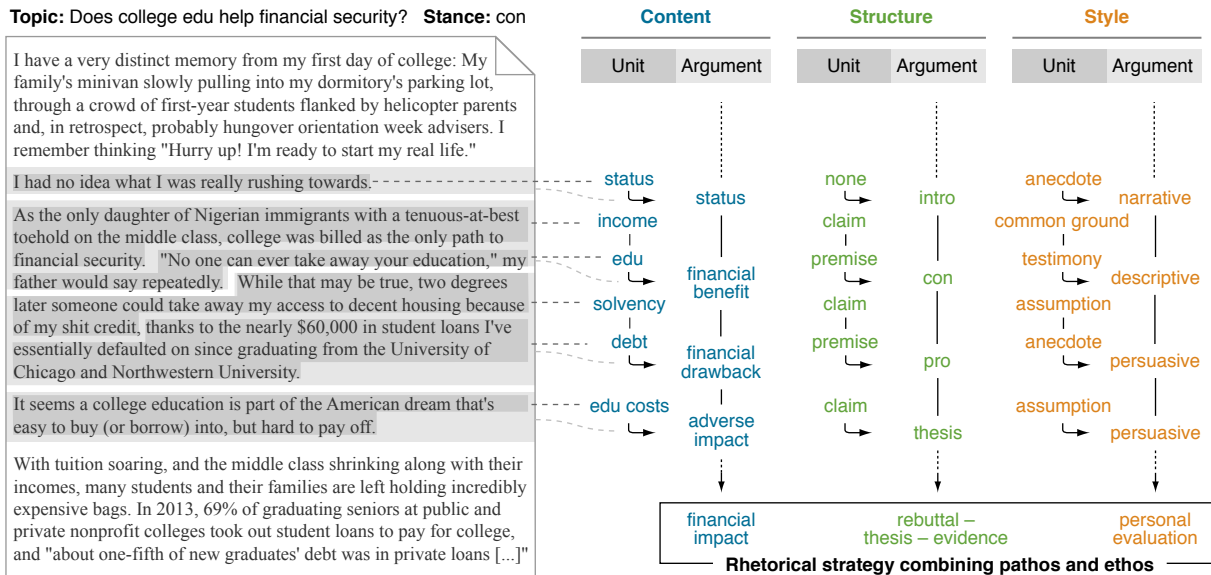 Topic: Does college edu help financial security? Stance: con
I have a very distinct memory from my first day of college: My
family's minivan slowly pulling into my dormitory's parking lot,
through a crowd of first-year students flanked by helicopter parents
and, in retrospect, probably hungover orientation week advisers. I
remember thinking "Hurry up! I'm ready to start my real life."
I had no idea what I was really rushing towards.
As the only daughter of Nigerian immigrants with a tenuous-at-best
toehold on the middle class, college was billed as the only path to
financial security. "No one can ever take away your education," my
father would say repeatedly. While that may be true, two degrees
later someone could take away my access to decent housing because
of my shit credit, thanks to the nearly $60,000 in student loans I've
essentially defaulted on since graduating from the University of
Chicago and Northwestern University.
It seems a college education is part of the American dream that's
easy to buy (or borrow) into, but hard to pay off.
With tuition soaring, and the middle class shrinking along with their
incomes, many students and their families are left holding incredibly
expensive bags. In 2013, 69% of graduating seniors at public and
private nonprofit colleges took out student loans to pay for college,
and "about one-fifth of new graduates' debt was in private loans [...]"
Content
Unit Argument
status
status
income
edu
financial
benefit
solvency
debt
financial
drawback
edu costs
adverse
impact
financial
impact
Structure
Unit Argument
none
intro
claim
premise
con
claim
premise
pro
claim
thesis
rebuttal –
thesis – evidence
Style
Unit Argument
anecdote
narrative
common ground
testimony
descriptive
assumption
anecdote
persuasive
assumption
persuasive
personal
evaluation
Rhetorical strategy combining pathos and ethos